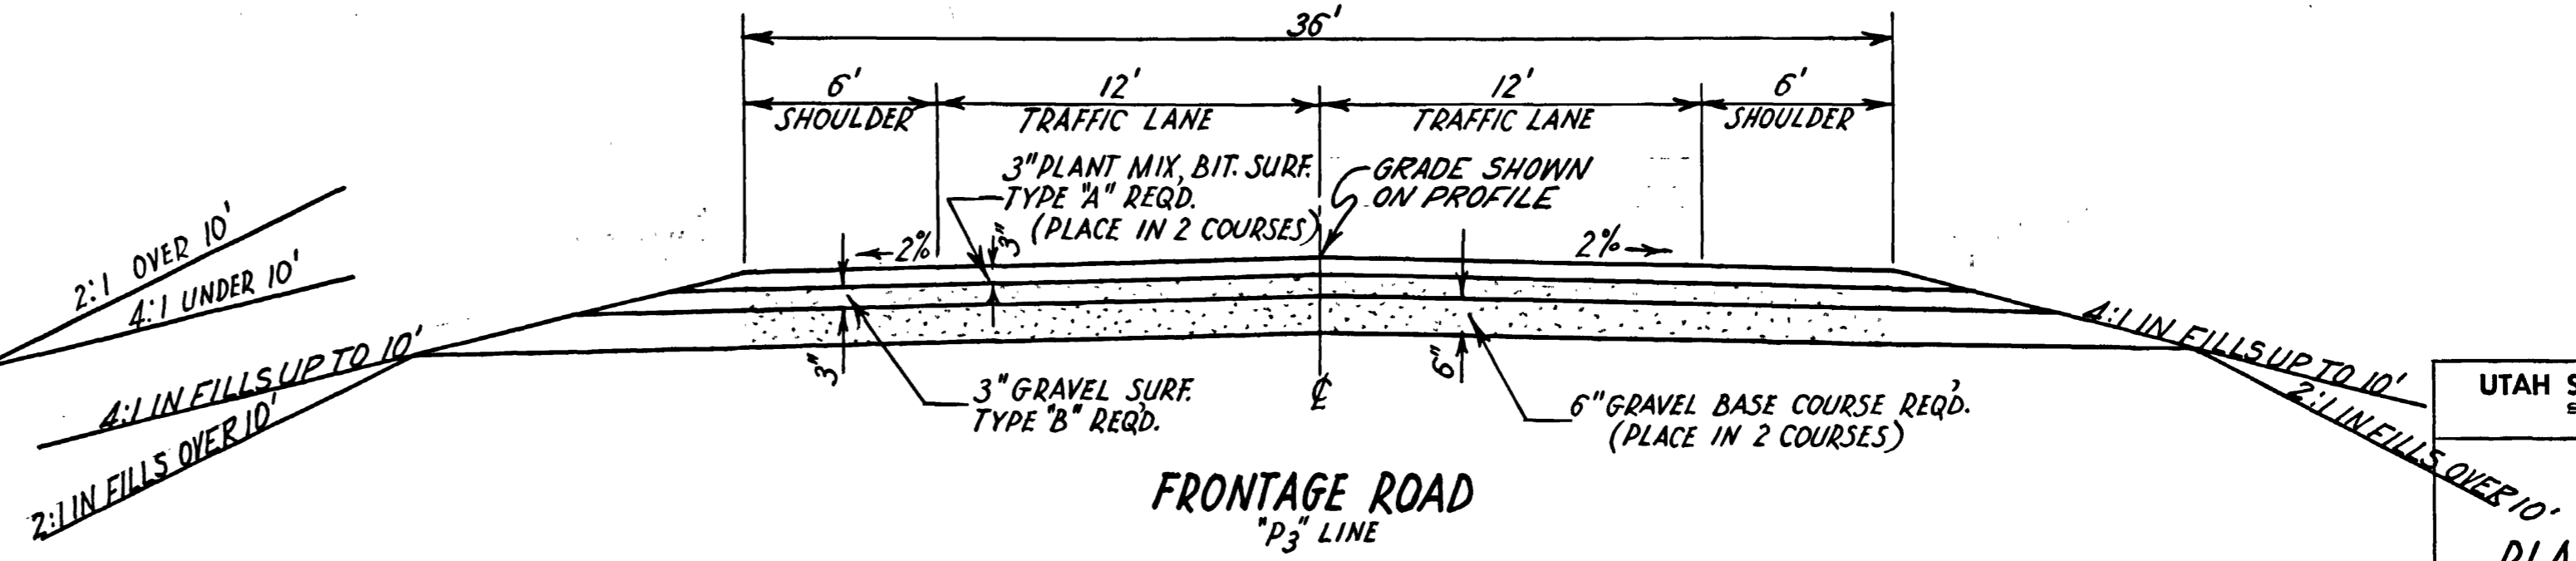 36'
6'
12'
12'
6'
SHOULDER
TRAFFIC LANE
TRAFFIC LANE
SHOULDER
3" PLANT MIX, BIT. SURF.
TYPE "A" REQD.
(PLACE IN 2 COURSES)
GRADE SHOWN
ON PROFILE
2:1 OVER 10'
4:1 UNDER 10'
2%
3"
2%
4:1 IN FILLS UP TO 10'
2:1 IN FILLS OVER 10'
3"
3" GRAVEL SURF.
TYPE "B" REQ'D.
℄
6"
6" GRAVEL BASE COURSE REQ'D.
(PLACE IN 2 COURSES)
4:1 IN FILLS UP TO 10'
2:1 IN FILLS OVER 10'
UTAH S
FRONTAGE ROAD
"P3" LINE